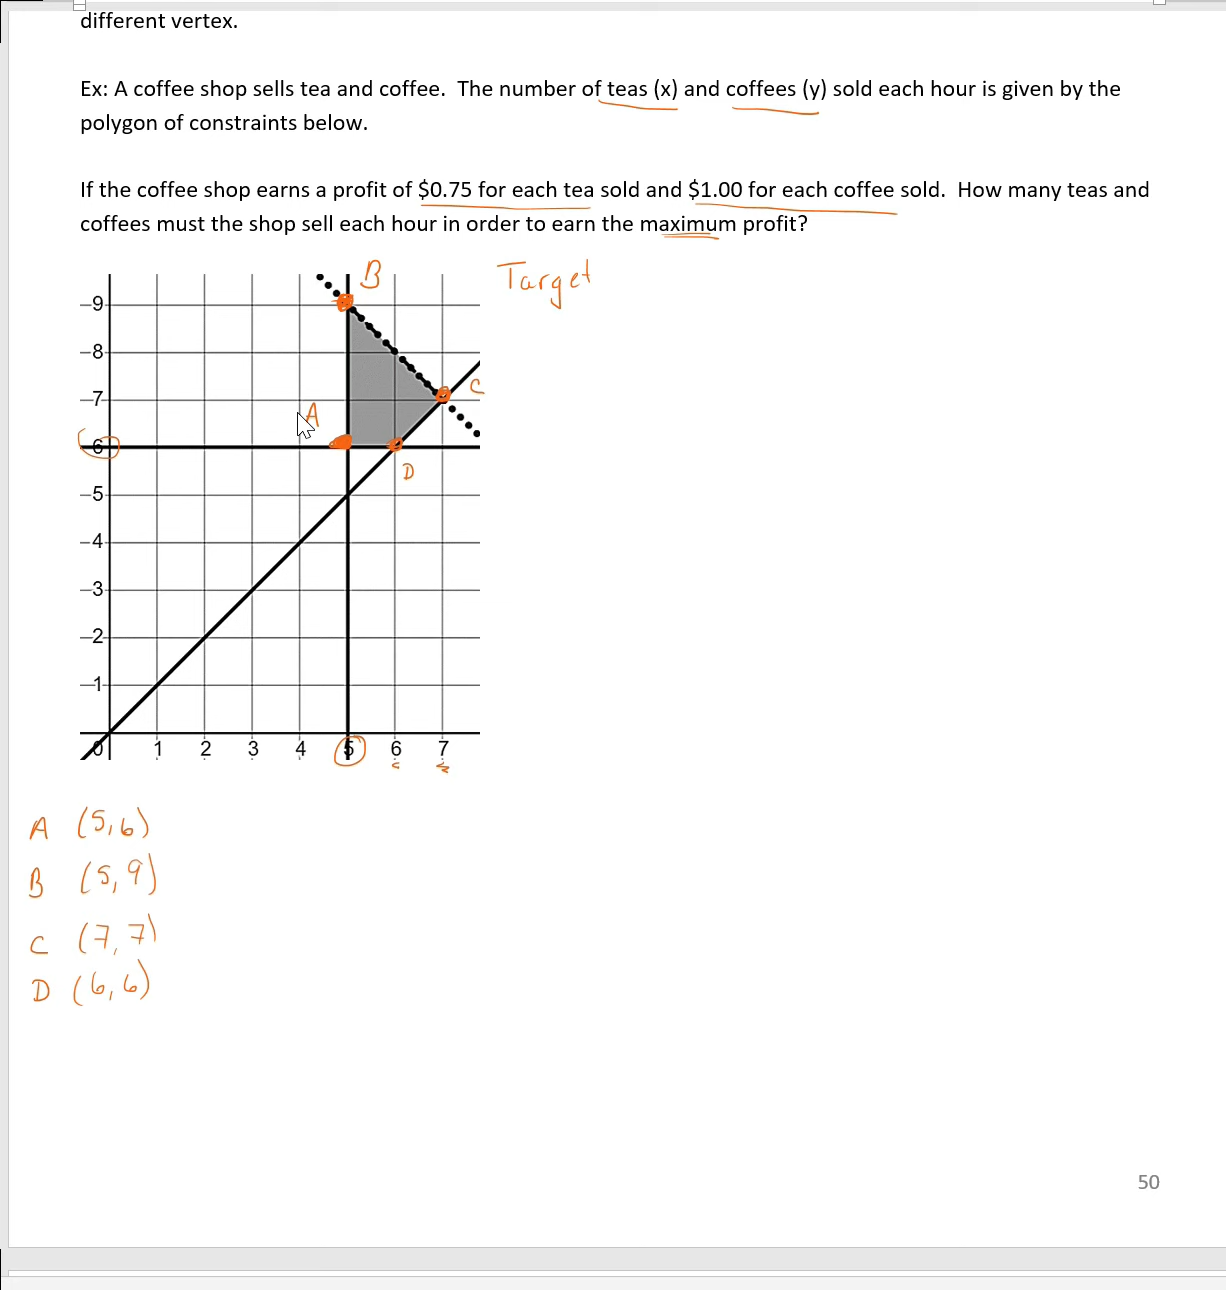 different vertex.
Ex: A coffee shop sells tea and coffee.  The number of teas (x) and coffees (y) sold each hour is given by the
polygon of constraints below.
If the coffee shop earns a profit of $0.75 for each tea sold and $1.00 for each coffee sold.  How many teas and
coffees must the shop sell each hour in order to earn the maximum profit?
B
Target
9
8
C
7
A
6
D
5
4
3
2
1
0 1 2 3 4 5 6 7
A (5,6)
B (5,9)
C (7,7)
D (6,6)
50